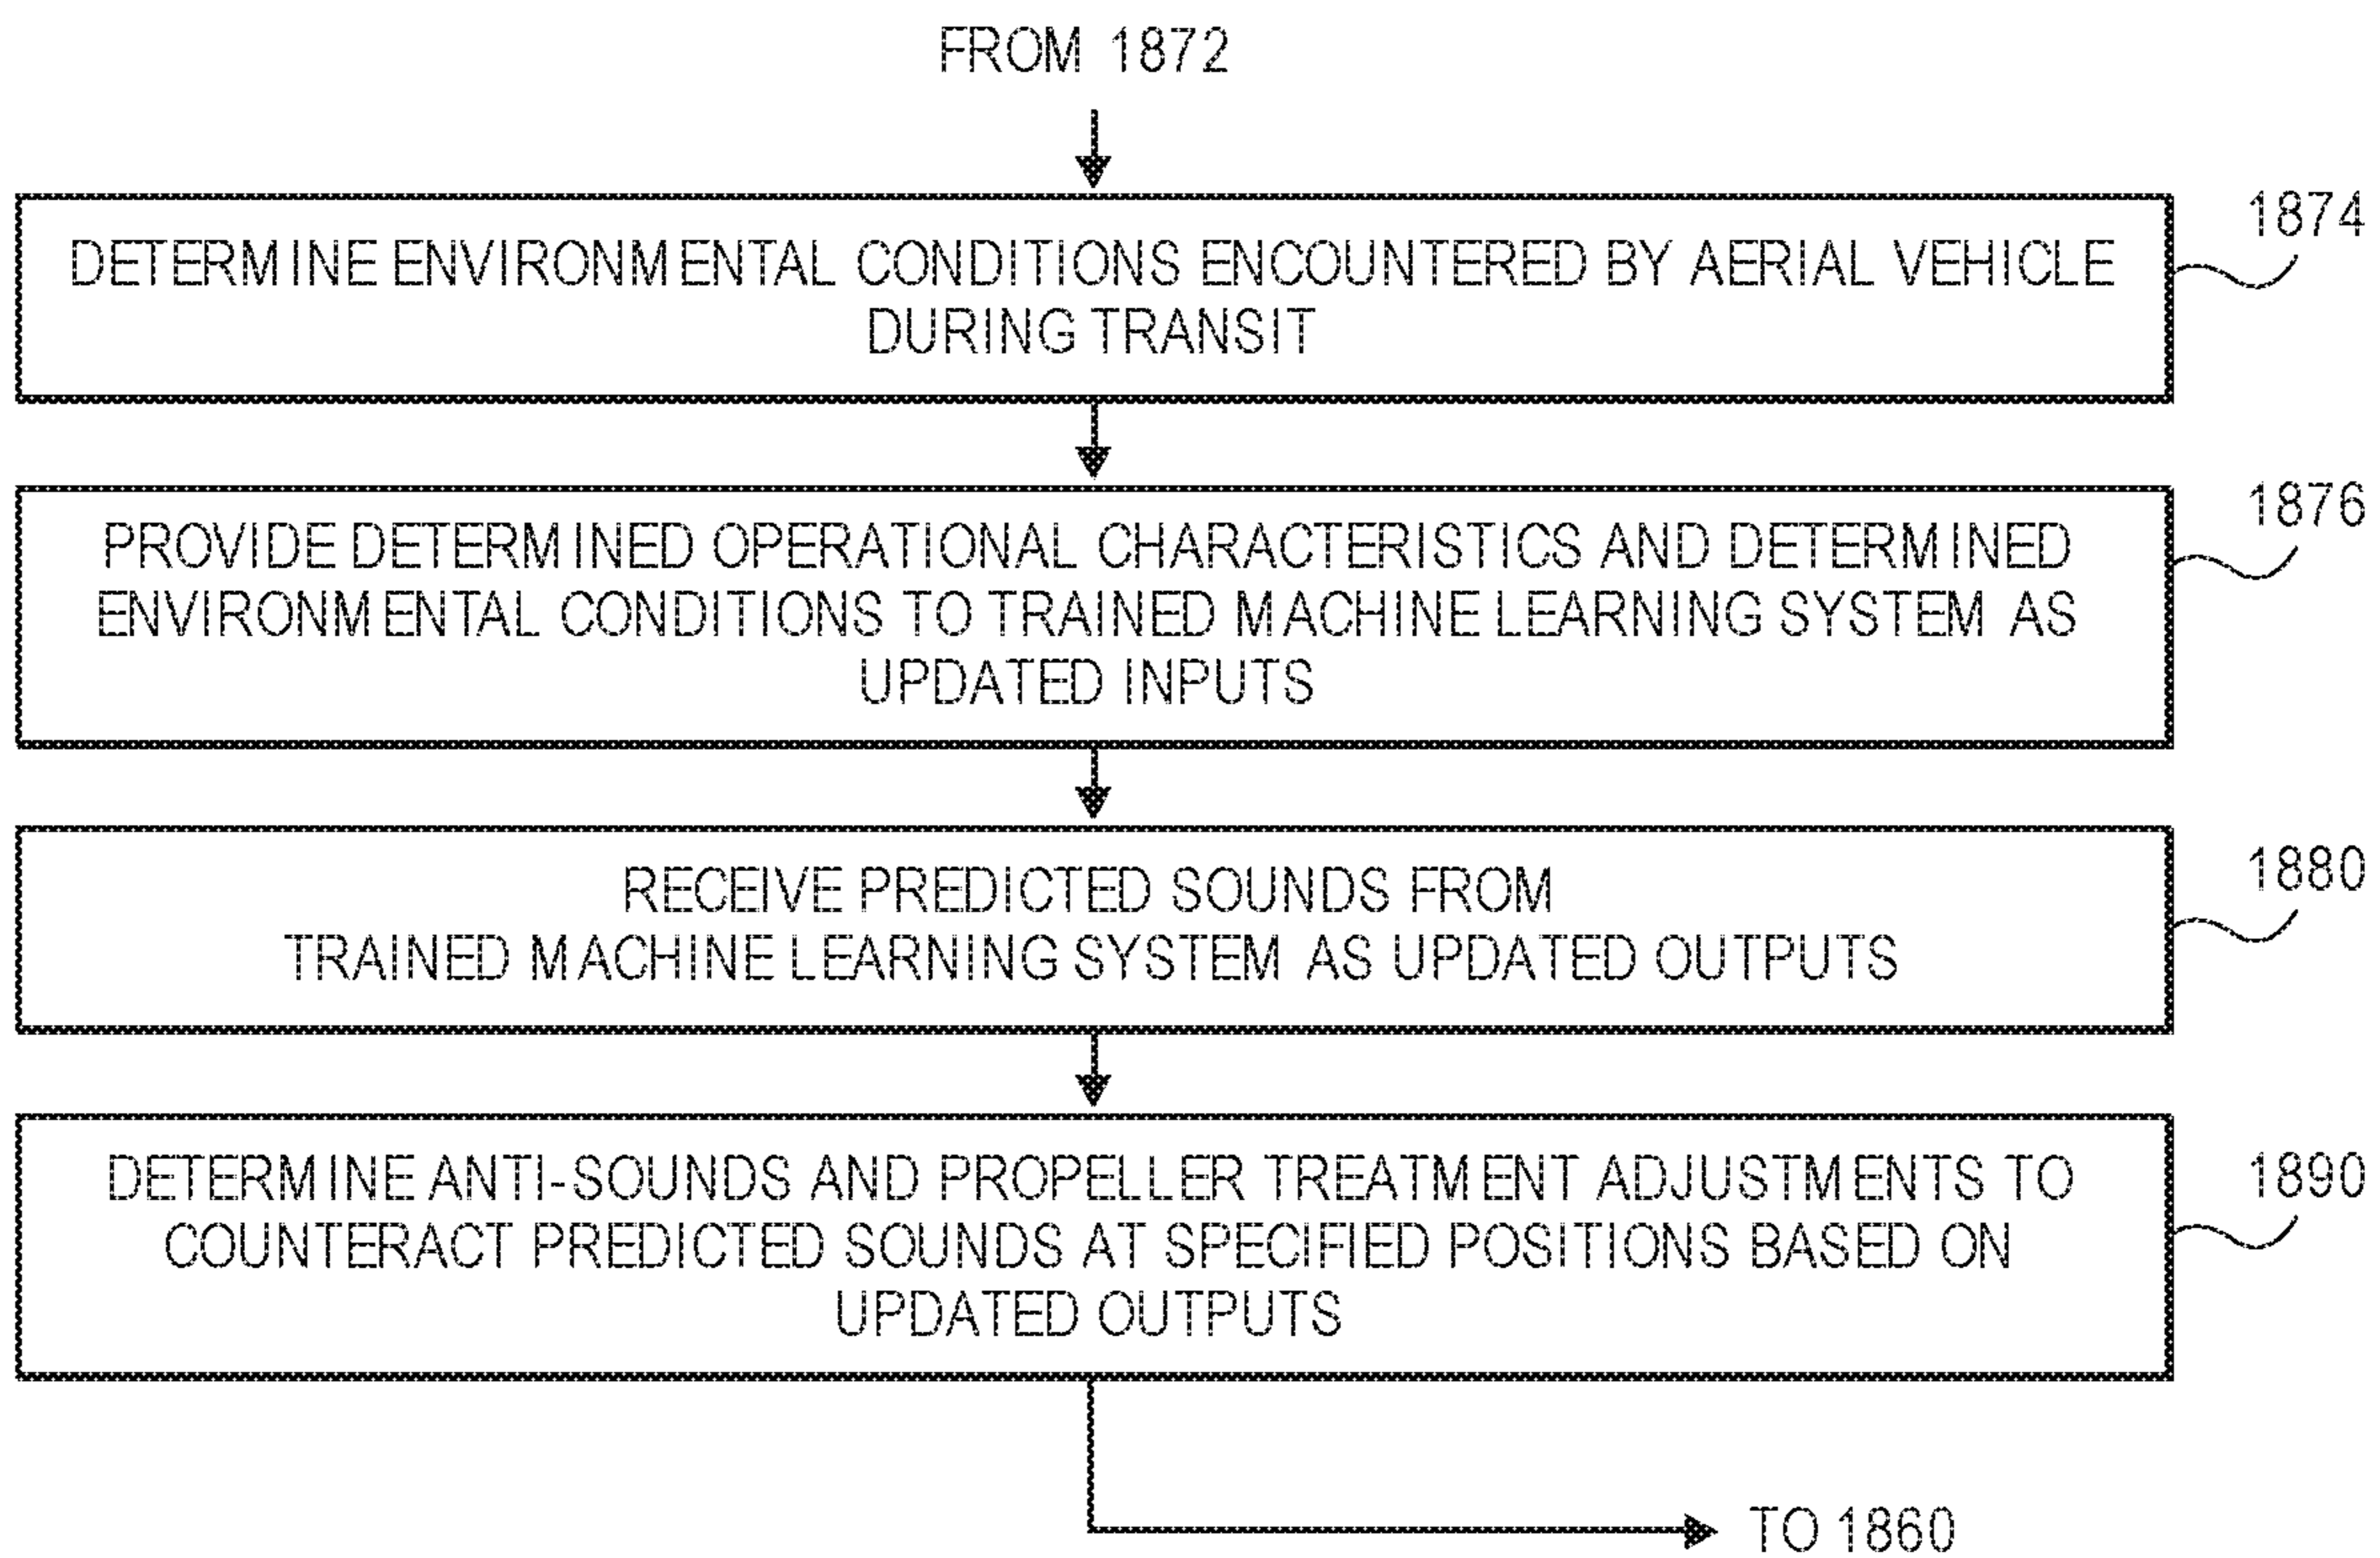 FROM 1872
1874
DETERMINE ENVIRONMENTAL CONDITIONS ENCOUNTERED BY AERIAL VEHICLE
DURING TRANSIT
1876
PROVIDE DETERMINED OPERATIONAL CHARACTERISTICS AND DETERMINED
ENVIRONMENTAL CONDITIONS TO TRAINED MACHINE LEARNING SYSTEM AS
UPDATED INPUTS
1880
RECEIVE PREDICTED SOUNDS FROM
TRAINED MACHINE LEARNING SYSTEM AS UPDATED OUTPUTS
1890
DETERMINE ANTI-SOUNDS AND PROPELLER TREATMENT ADJUSTMENTS TO
COUNTERACT PREDICTED SOUNDS AT SPECIFIED POSITIONS BASED ON
UPDATED OUTPUTS
TO 1860